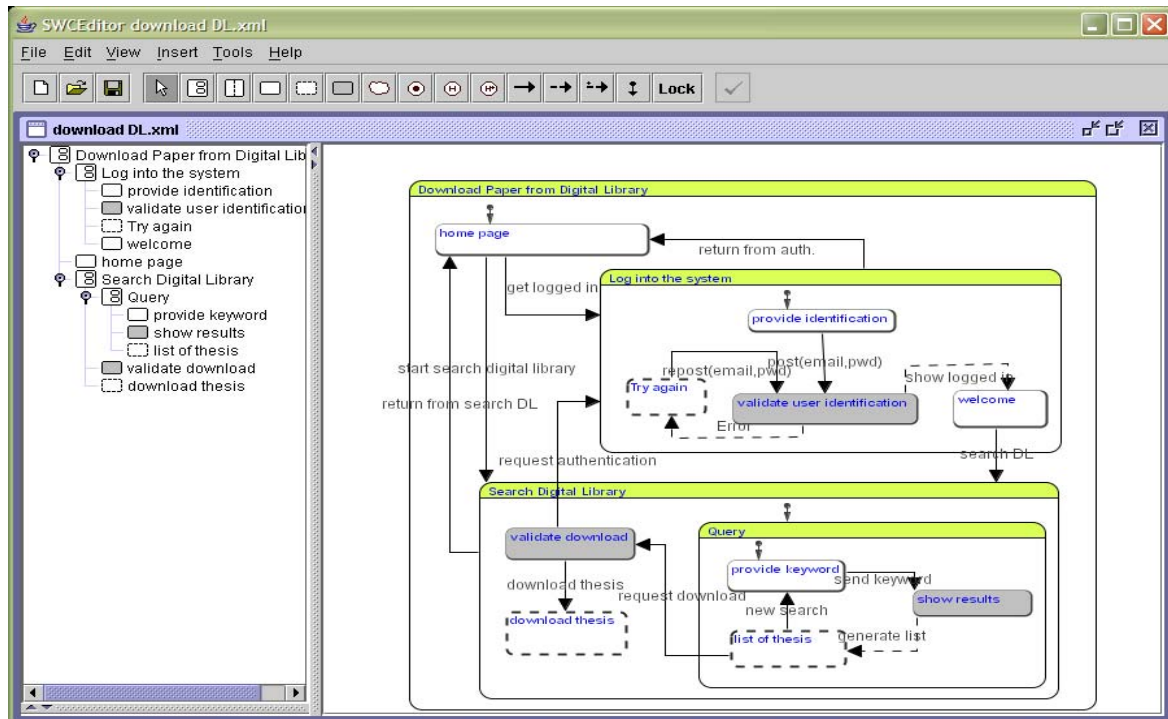 SWCEditor download DL.xml
File Edit View Insert Tools Help
H H* Lock
download DL.xml
Download Paper from Digital Lib
Log into the system
provide identification
validate user identification
Try again
welcome
home page
Search Digital Library
Query
provide keyword
show results
list of thesis
validate download
download thesis
Download Paper from Digital Library
home page
return from auth.
Log into the system
get logged in
provide identification
start search digital library
post(email,pwd)
repost(email,pwd)
show logged in
Try again
validate user identification
welcome
return from search DL
Error
search DL
request authentication
Search Digital Library
validate download
Query
provide keyword
send keyword
download thesis
request download
new search
show results
download thesis
list of thesis
generate list